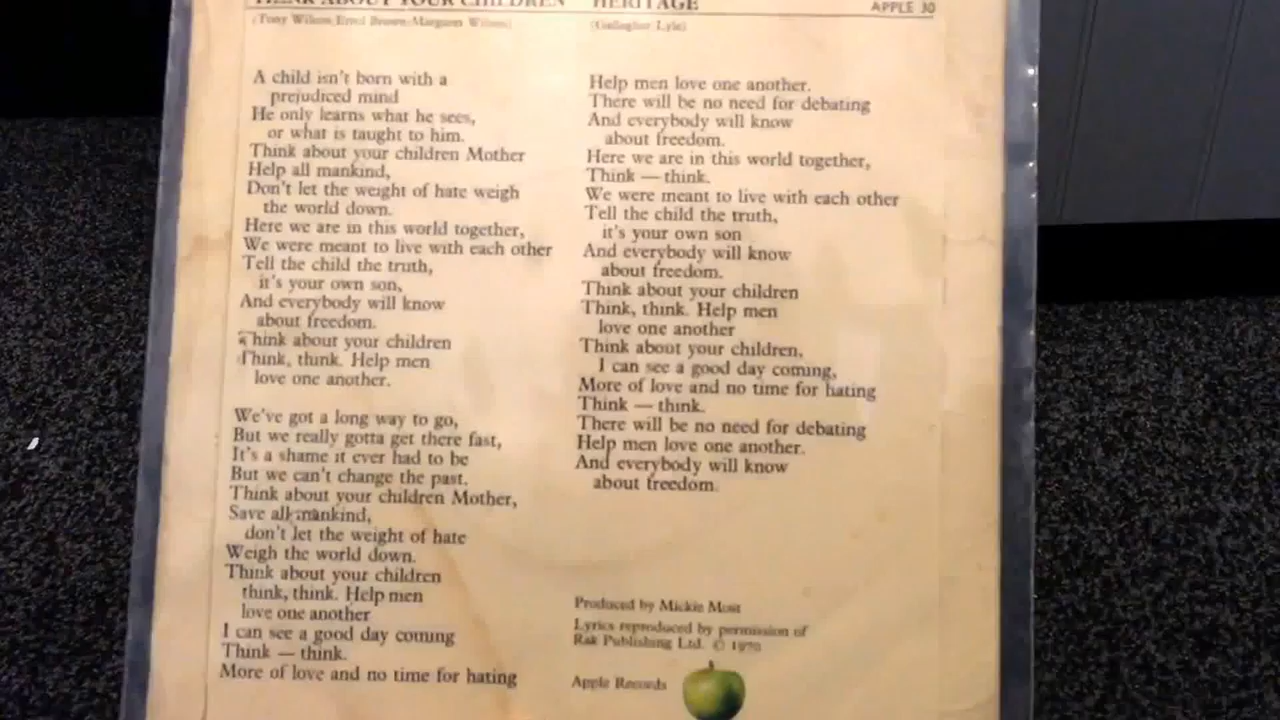 THINK ABOUT YOUR CHILDREN HERITAGE APPLE 30
(Tony Wilson/Errol Brown/Margaret Wilson) (Gallagher Lyle)
A child isn't born with a
prejudiced mind
He only learns what he sees,
or what is taught to him.
Think about your children Mother
Help all mankind,
Don't let the weight of hate weigh
the world down.
Here we are in this world together,
We were meant to live with each other
Tell the child the truth,
it's your own son,
And everybody will know
about freedom.
Think about your children
Think, think. Help men
love one another.
We've got a long way to go,
But we really gotta get there fast,
It's a shame it ever had to be
But we can't change the past.
Think about your children Mother,
Save all mankind,
don't let the weight of hate
Weigh the world down.
Think about your children
think, think. Help men
love one another
I can see a good day coming
Think — think.
More of love and no time for hating
Help men love one another.
There will be no need for debating
And everybody will know
about freedom.
Here we are in this world together,
Think — think.
We were meant to live with each other
Tell the child the truth,
it's your own son
And everybody will know
about freedom.
Think about your children
Think, think. Help men
love one another
Think about your children,
I can see a good day coming,
More of love and no time for hating
Think — think.
There will be no need for debating
Help men love one another.
And everybody will know
about freedom.
Produced by Mickie Most
Lyrics reproduced by permission of
Rak Publishing Ltd. © 1970
Apple Records